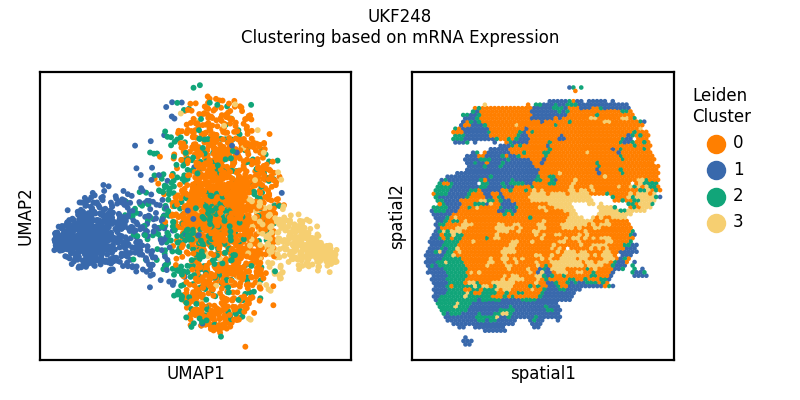 UKF248
Clustering based on mRNA Expression
UMAP2
UMAP1
spatial2
spatial1
Leiden
Cluster
0
1
2
3